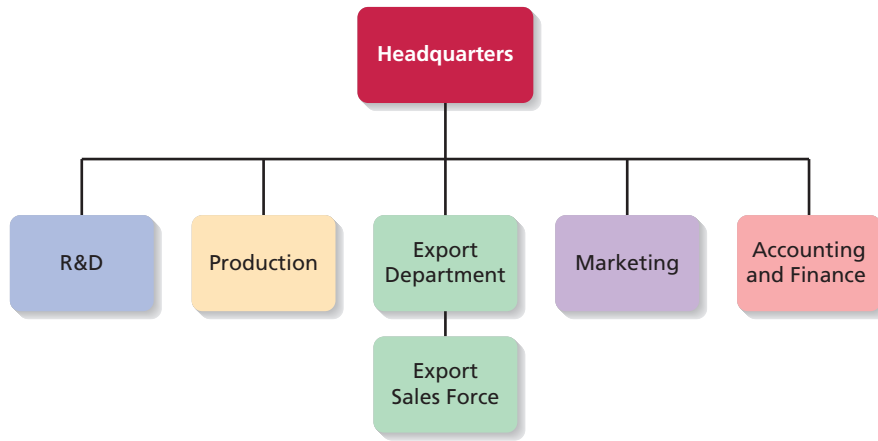 Headquarters
R&D
Production
Export
Department
Marketing
Accounting
and Finance
Export
Sales Force